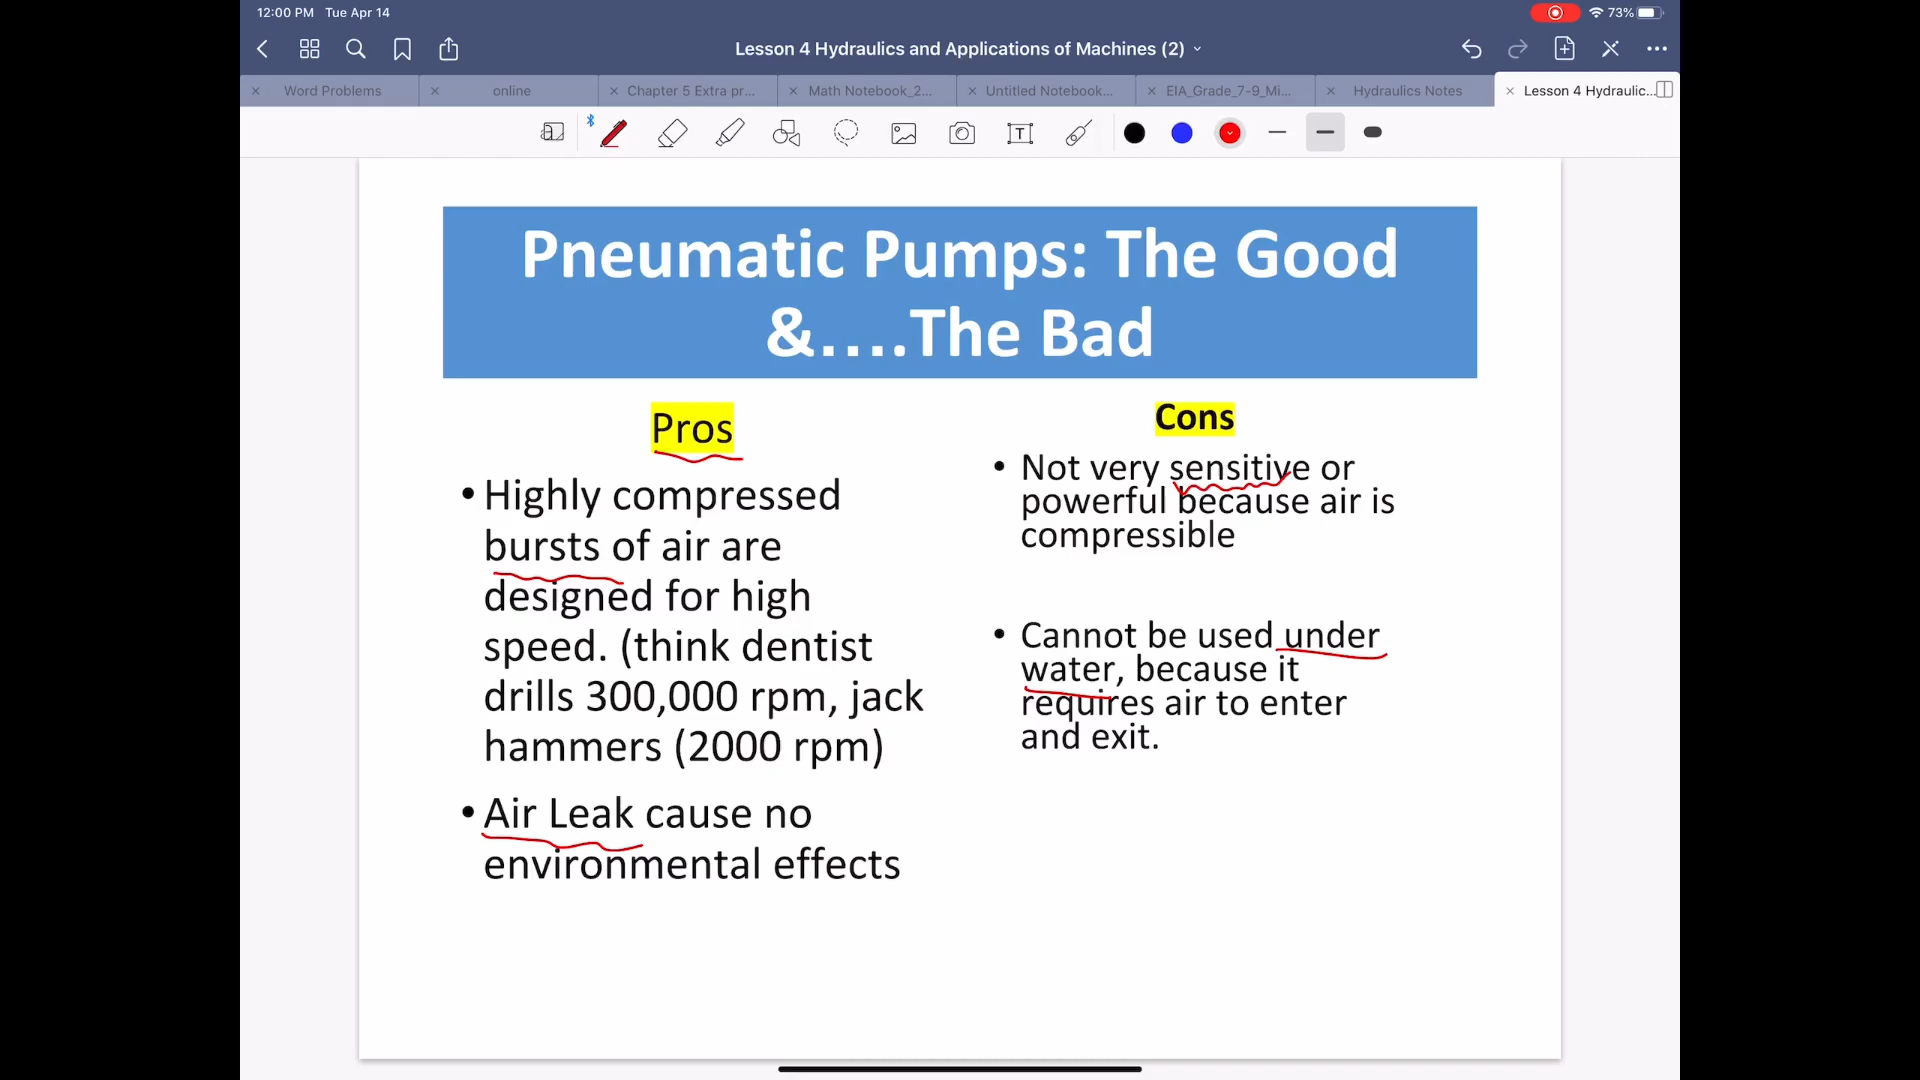 12:00 PM Tue Apr 14
73%
Lesson 4 Hydraulics and Applications of Machines (2)
Word Problems
online
Chapter 5 Extra pr...
Math Notebook_2...
Untitled Notebook...
EIA_Grade_7-9_Mi...
Hydraulics Notes
Lesson 4 Hydraulic...
Pneumatic Pumps: The Good
&....The Bad
Pros
• Highly compressed
bursts of air are
designed for high
speed. (think dentist
drills 300,000 rpm, jack
hammers (2000 rpm)
• Air Leak cause no
environmental effects
Cons
• Not very sensitive or
powerful because air is
compressible
• Cannot be used under
water, because it
requires air to enter
and exit.